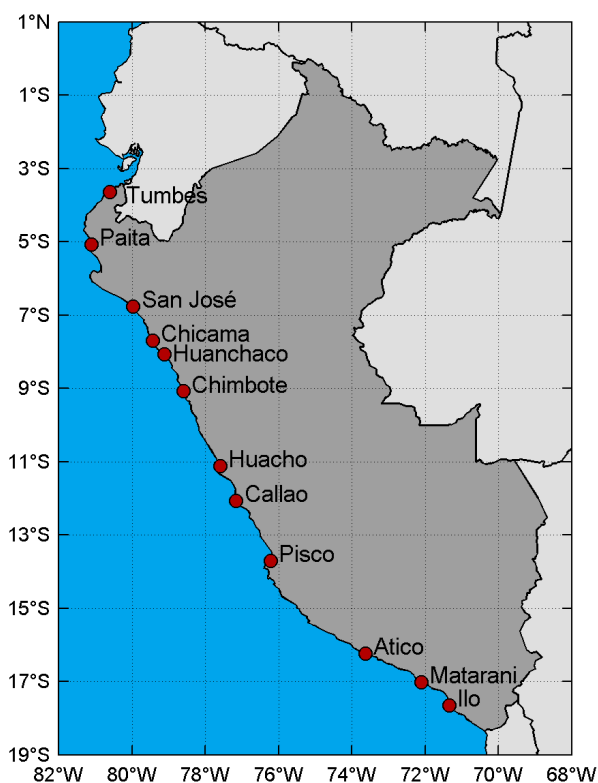 1°N
1°S
3°S
Tumbes
5°S
Paita
San José
7°S
Chicama
Huanchaco
9°S
Chimbote
11°S
Huacho
Callao
13°S
Pisco
15°S
Atico
17°S
Matarani
Ilo
19°S
82°W 80°W 78°W 76°W 74°W 72°W 70°W 68°W